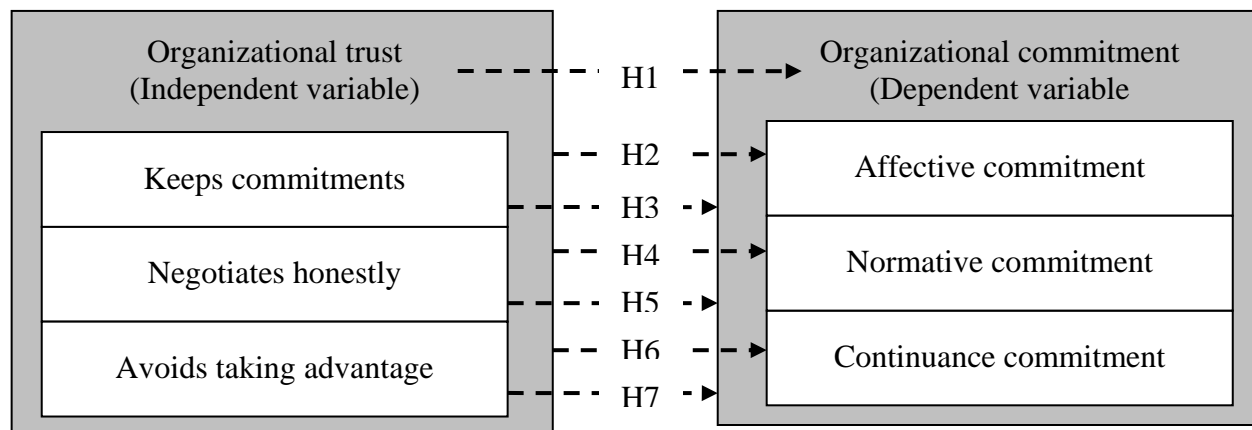 Organizational trust
(Independent variable)
Keeps commitments
Negotiates honestly
Avoids taking advantage
H1
H2
H3
H4
H5
H6
H7
Organizational commitment
(Dependent variable
Affective commitment
Normative commitment
Continuance commitment